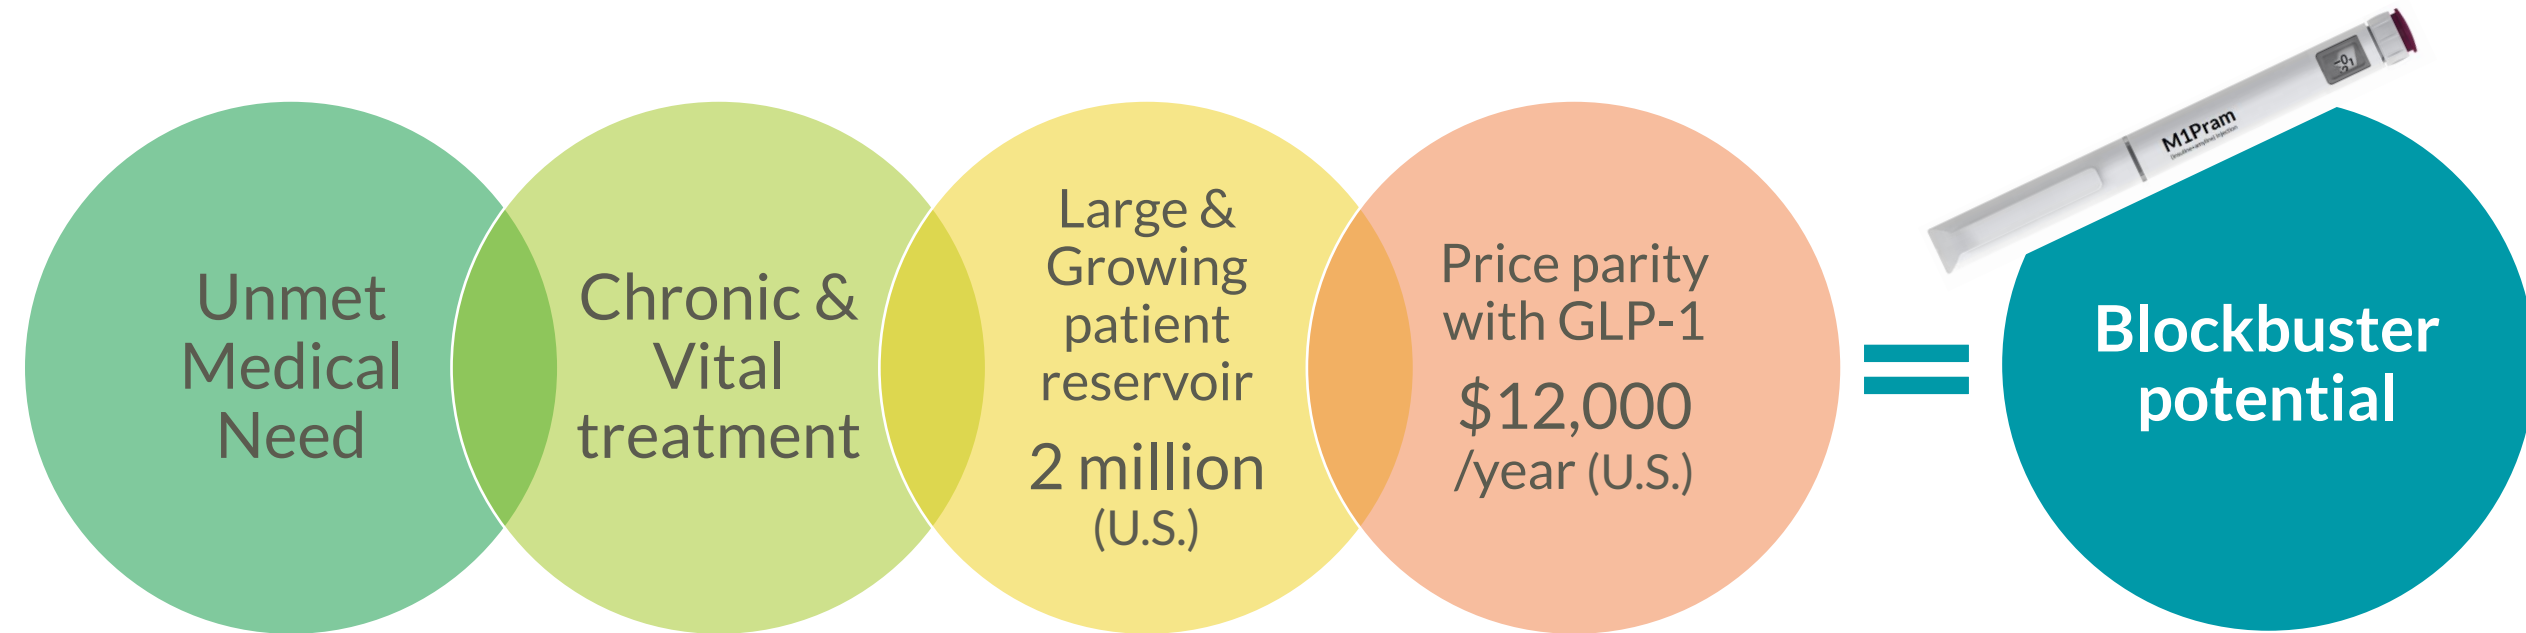 Unmet
Medical
Need
Chronic &
Vital
treatment
Large &
Growing
patient
reservoir
2 million
(U.S.)
Price parity
with GLP-1
$12,000
/year (U.S.)
=
M1Pram
Blockbuster
potential